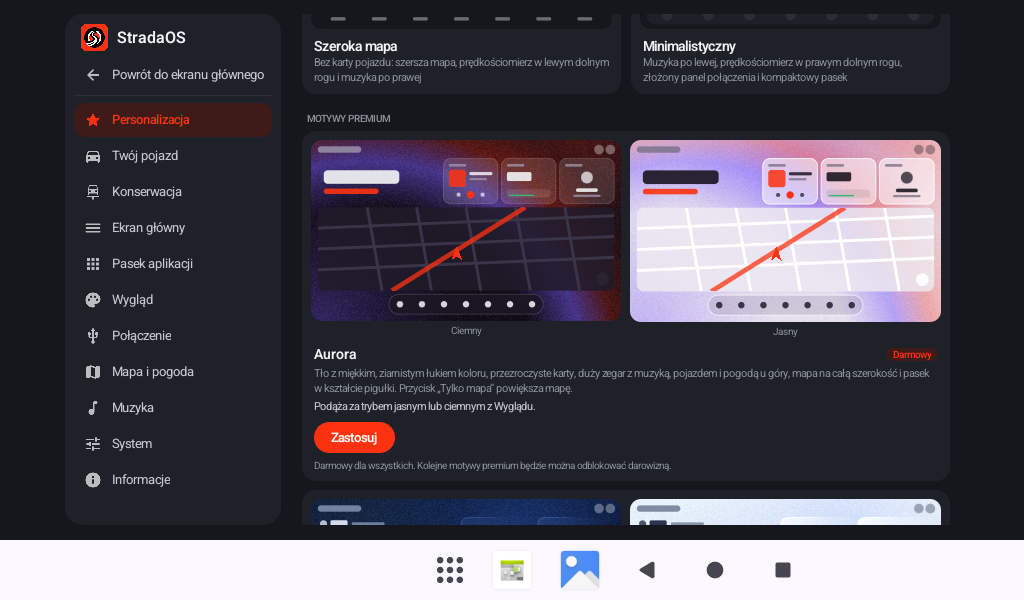 StradaOS
Powrót do ekranu głównego
Personalizacja
Twój pojazd
Konserwacja
Ekran główny
Pasek aplikacji
Wygląd
Połączenie
Mapa i pogoda
Muzyka
System
Informacje
Szeroka mapa
Bez karty pojazdu: szersza mapa, prędkościomierz w lewym dolnym
rogu i muzyka po prawej
Minimalistyczny
Muzyka po lewej, prędkościomierz w prawym dolnym rogu,
złożony panel połączenia i kompaktowy pasek
MOTYWY PREMIUM
Ciemny
Jasny
Aurora
Darmowy
Tło z miękkim, ziarnistym łukiem koloru, przezroczyste karty, duży zegar z muzyką, pojazdem i pogodą u góry, mapa na całą szerokość i pasek
w kształcie pigułki. Przycisk „Tylko mapa” powiększa mapę.
Podąża za trybem jasnym lub ciemnym z Wyglądu.
Zastosuj
Darmowy dla wszystkich. Kolejne motywy premium będzie można odblokować darowizną.